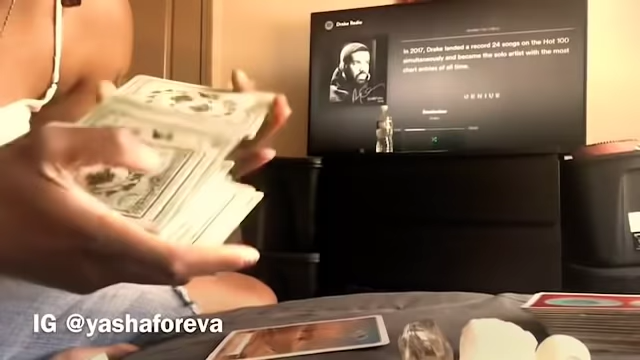 Drake Radio
In 2017, Drake landed a record 24 songs on the Hot 100
simultaneously and became the solo artist with the most
chart entries of all time.
GENIUS
IG @yashaforeva